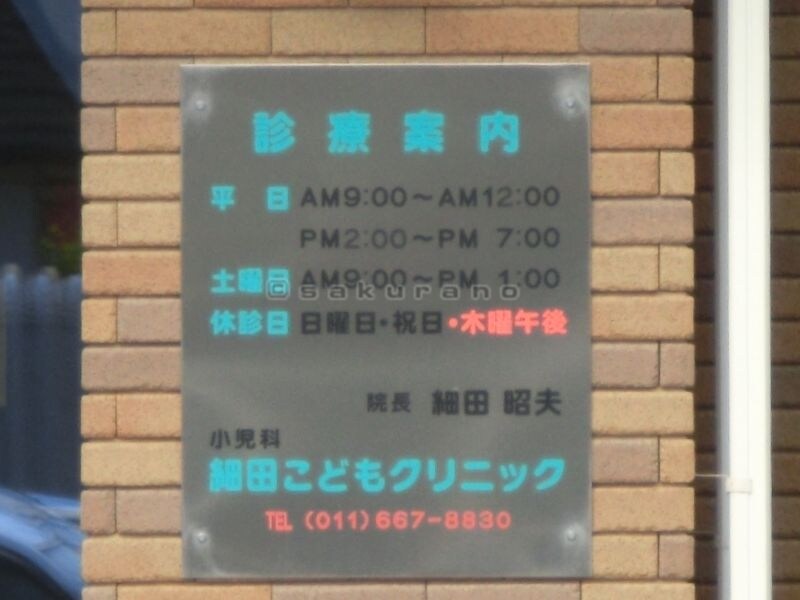 診療案内
平日 AM9:00～AM12:00
PM2:00～PM 7:00
土曜日 AM9:00～PM 1:00
©sakurano
休診日 日曜日・祝日・木曜午後
院長 細田 昭夫
小児科
細田こどもクリニック
TEL (011)667-8830